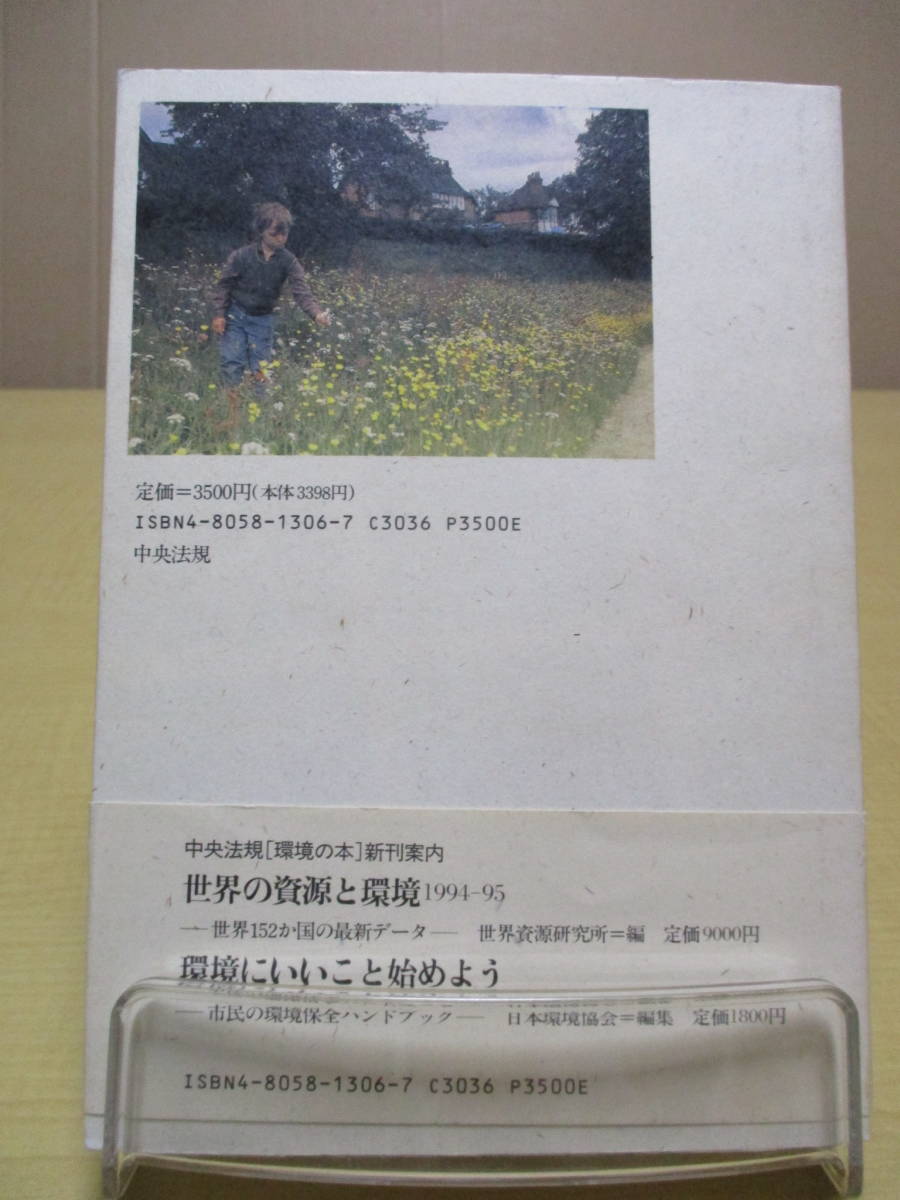 定価＝3500円(本体3398円)
ISBN4-8058-1306-7 C3036 P3500E
中央法規
中央法規[環境の本]新刊案内
世界の資源と環境1994-95
―世界152か国の最新データ― 世界資源研究所＝編 定価9000円
環境にいいこと始めよう
―市民の環境保全ハンドブック― 日本環境協会＝編集 定価1800円
ISBN4-8058-1306-7 C3036 P3500E